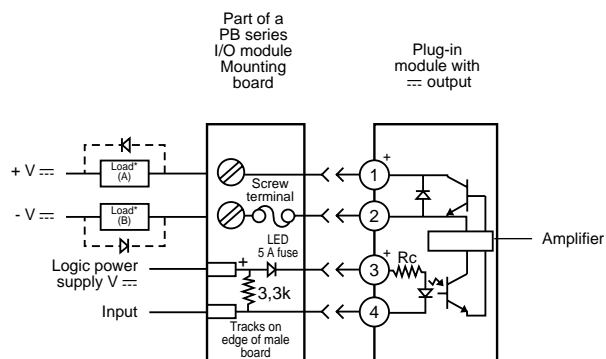 Part of a
PB series
I/O module
Mounting
board
Plug-in
module with
⎓ output
+ V ⎓
Load*
(A)
Screw
terminal
+
1
- V ⎓
Load*
(B)
2
Amplifier
LED
5 A fuse
Logic power
supply V ⎓
+
+
3
Rc
3,3k
Input
4
Tracks on
edge of male
board